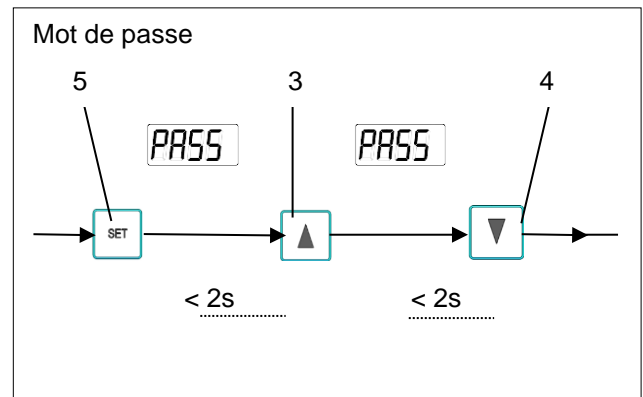 Mot de passe
5 3 4
PASS PASS
SET
< 2s < 2s